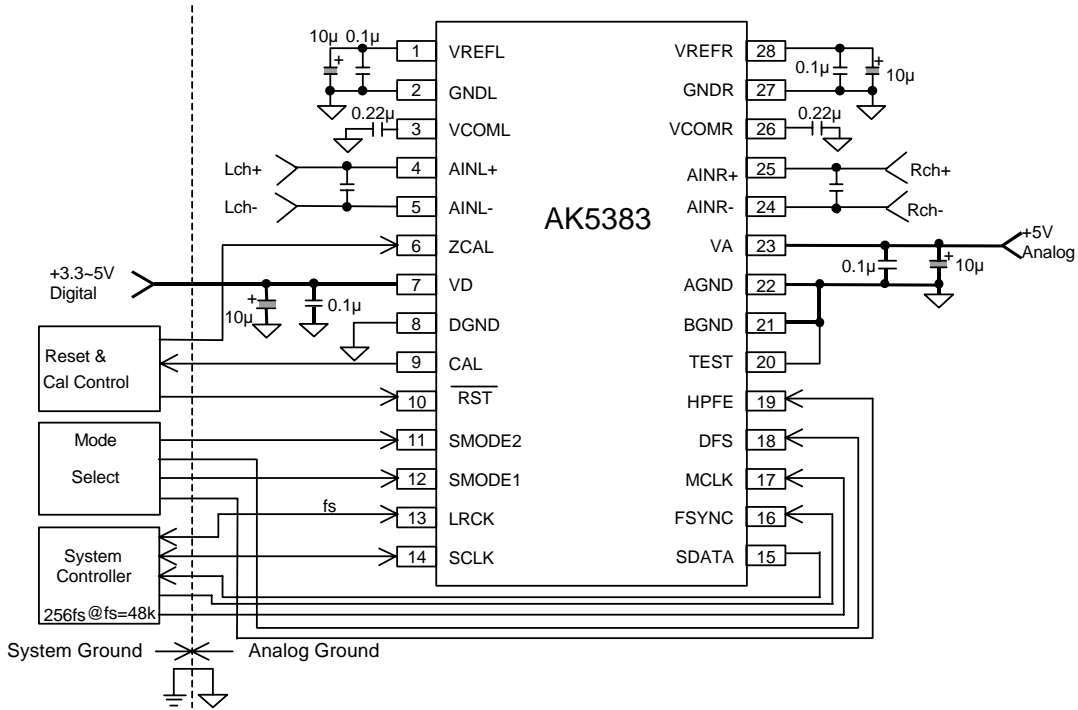 10µ 0.1µ
1 VREFL
2 GNDL
0.22µ
3 VCOML
Lch+
4 AINL+
Lch-
5 AINL-
6 ZCAL
+3.3~5V
Digital
7 VD
10µ
+
0.1µ
8 DGND
Reset &
Cal Control
9 CAL
10 RST
Mode
Select
11 SMODE2
12 SMODE1
fs
13 LRCK
System
Controller
256fs@fs=48k
14 SCLK
AK5383
VREFR 28
0.1µ
+
10µ
GNDR 27
0.22µ
VCOMR 26
AINR+ 25
Rch+
AINR- 24
Rch-
VA 23
+5V
Analog
0.1µ
+
10µ
AGND 22
BGND 21
TEST 20
HPFE 19
DFS 18
MCLK 17
FSYNC 16
SDATA 15
+
System Ground
Analog Ground